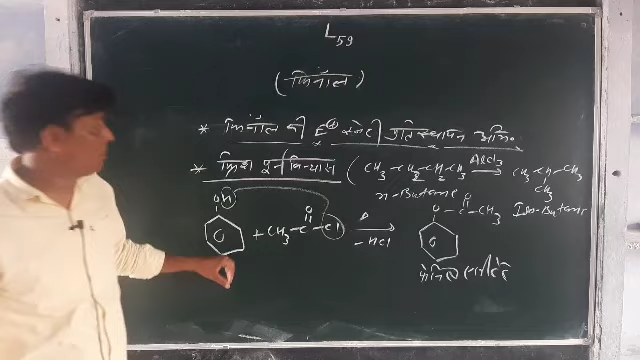 L59
(फिनॉल)
* फिनॉल की E⊕ स्नेही प्रतिस्थापन अभि०
* फ्रिश पुनर्विन्यास (CH3-CH2-CH2-CH3 AlCl3 → CH3-CH-CH3
CH3
n-Butane Iso-Butane
OH O O O
+ CH3-C-Cl Δ → -C-CH3
-HCl
फेनिल एसीटेट